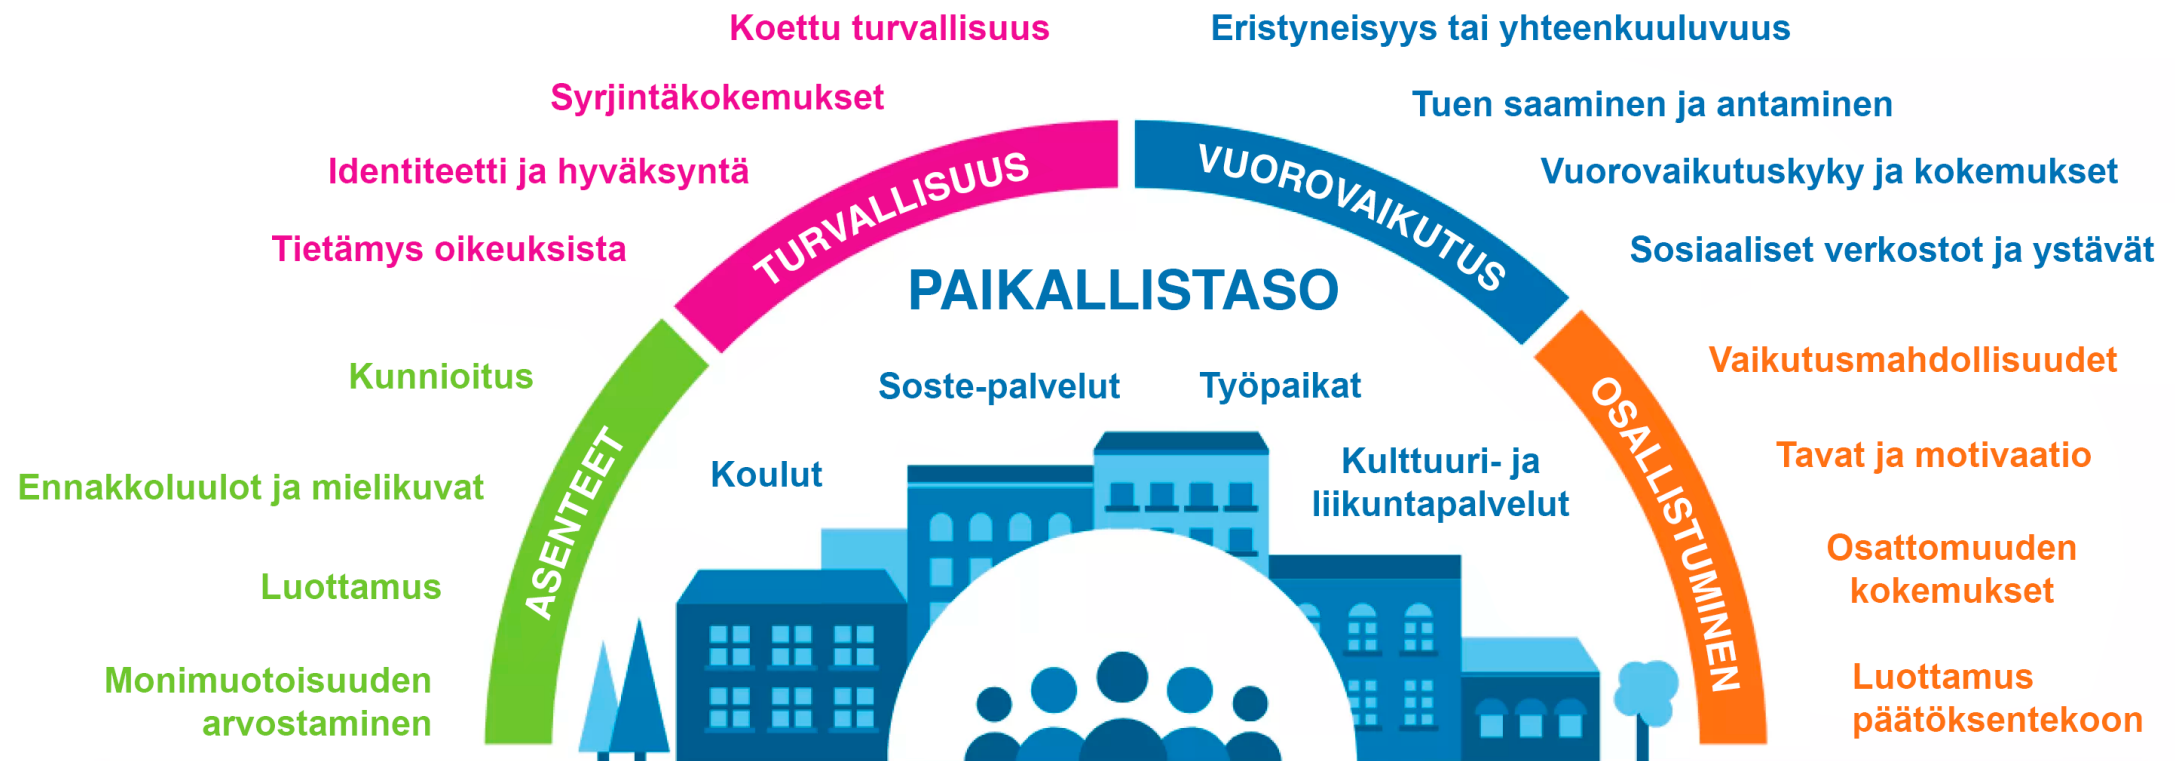 Koettu turvallisuus
Syrjintäkokemukset
Identiteetti ja hyväksyntä
Tietämys oikeuksista
TURVALLISUUS
Eristyneisyys tai yhteenkuuluvuus
Tuen saaminen ja antaminen
Vuorovaikutuskyky ja kokemukset
Sosiaaliset verkostot ja ystävät
VUOROVAIKUTUS
Kunnioitus
Ennakkoluulot ja mielikuvat
Luottamus
Monimuotoisuuden
arvostaminen
ASENTEET
PAIKALLISTASO
Soste-palvelut
Työpaikat
Koulut
Kulttuuri- ja
liikuntapalvelut
OSALLISTUMINEN
Vaikutusmahdollisuudet
Tavat ja motivaatio
Osattomuuden
kokemukset
Luottamus
päätöksentekoon